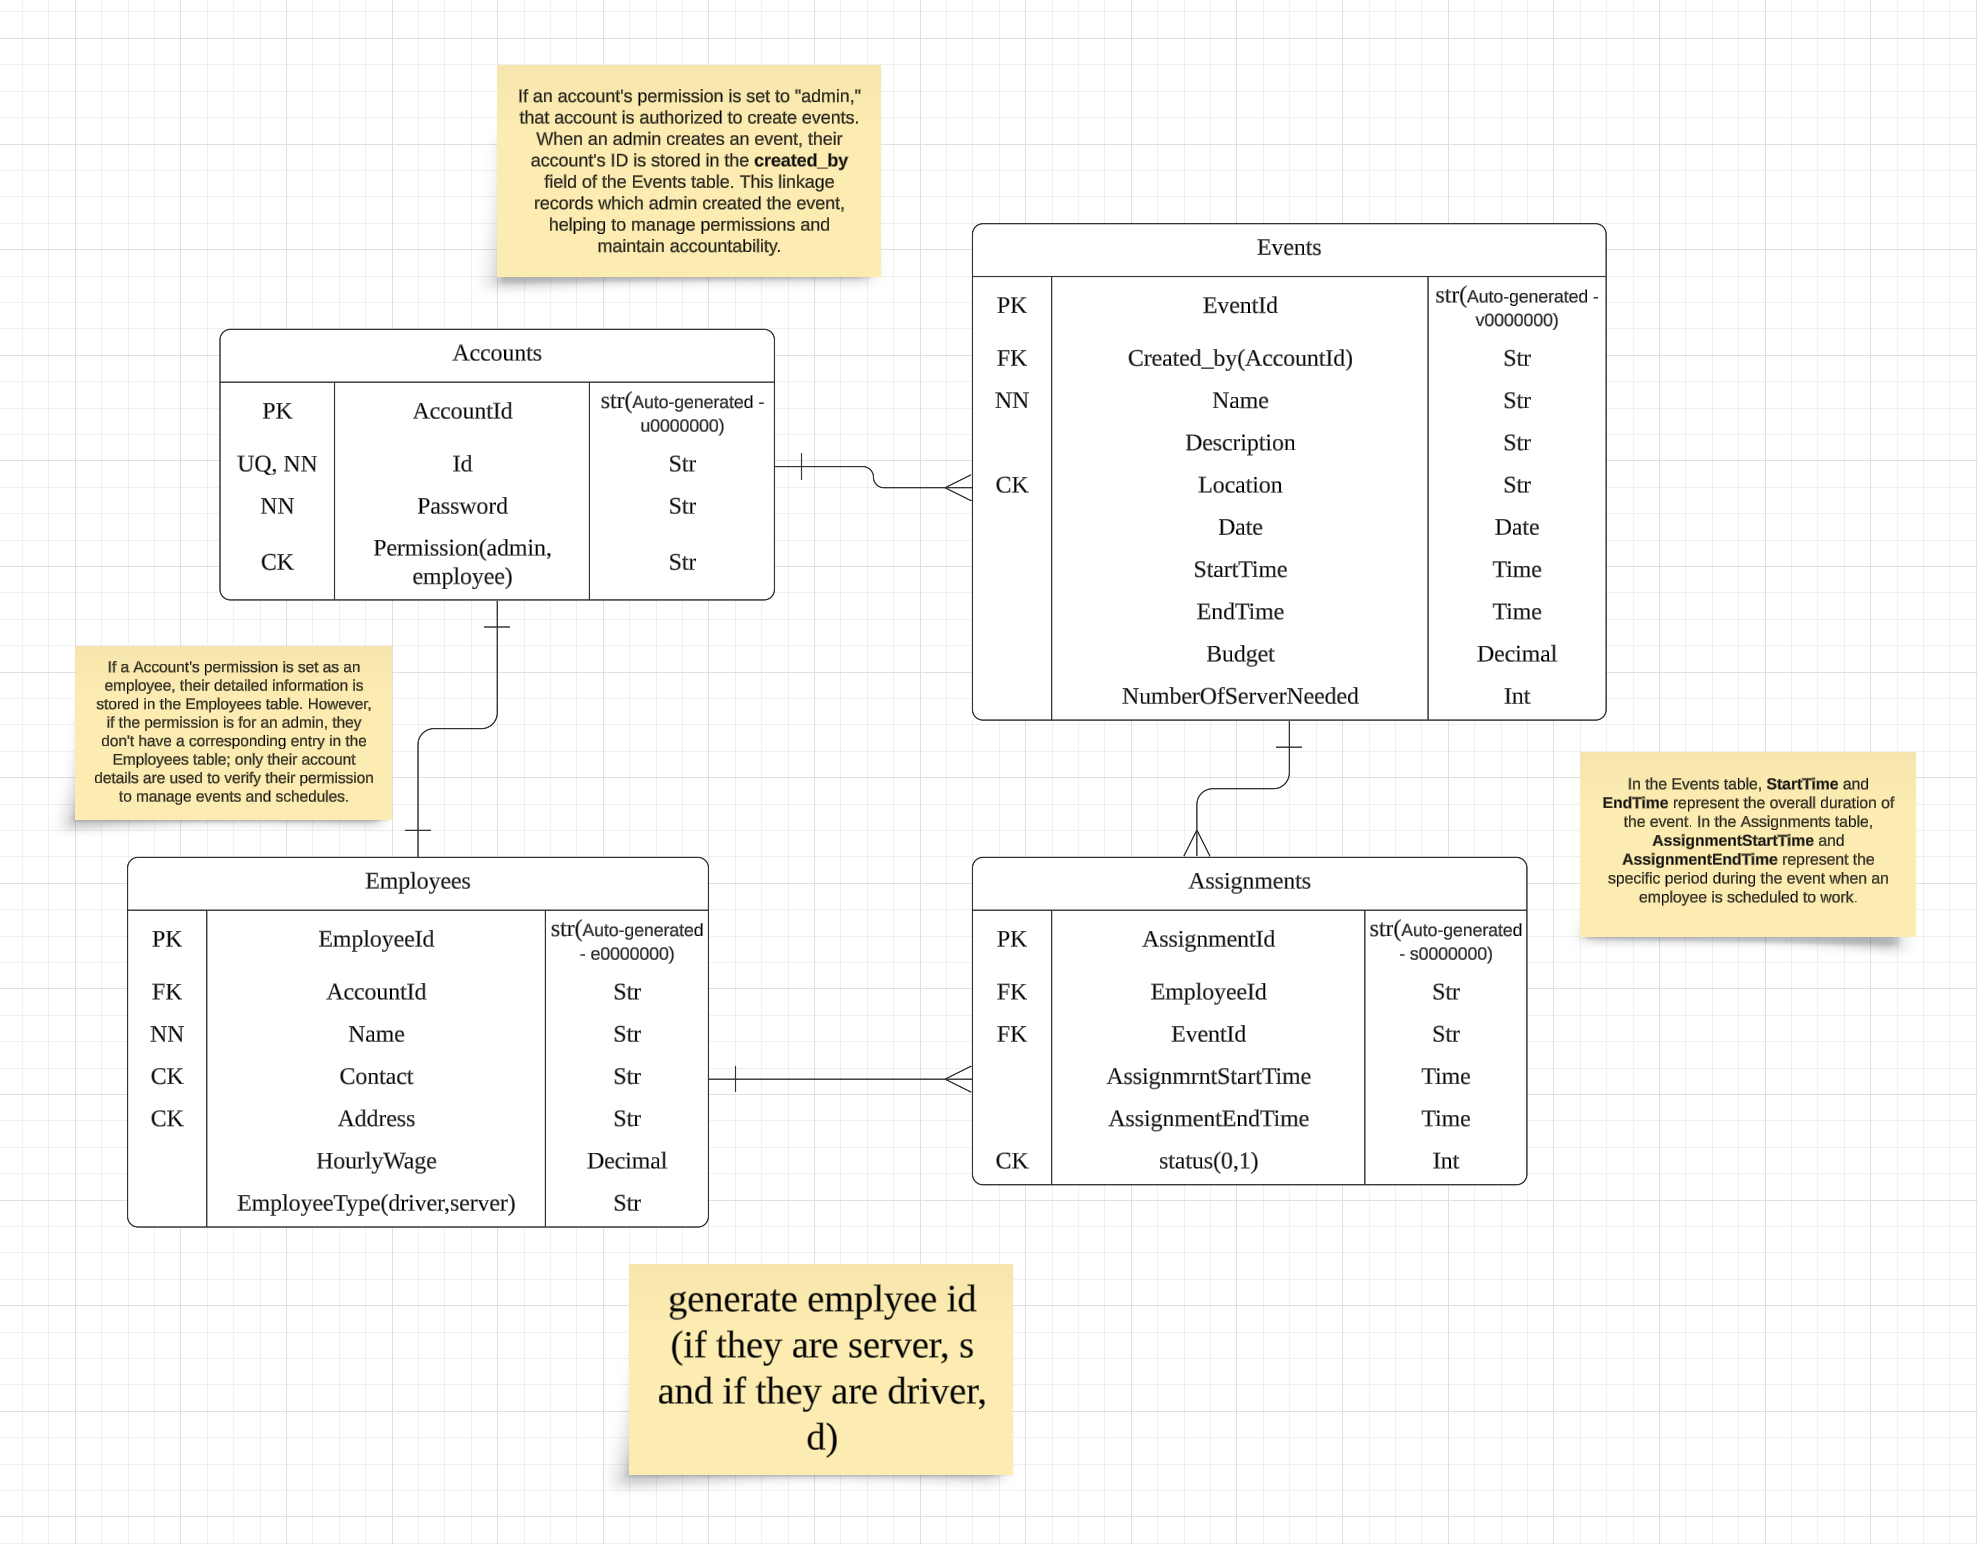 If an account's permission is set to "admin,"
that account is authorized to create events.
When an admin creates an event, their
account's ID is stored in the created_by
field of the Events table. This linkage
records which admin created the event,
helping to manage permissions and
maintain accountability.
Accounts
PK AccountId str(Auto-generated -
u0000000)
UQ, NN Id Str
NN Password Str
CK Permission(admin,
employee) Str
Events
PK EventId str(Auto-generated -
v0000000)
FK Created_by(AccountId) Str
NN Name Str
Description Str
CK Location Str
Date Date
StartTime Time
EndTime Time
Budget Decimal
NumberOfServerNeeded Int
If a Account's permission is set as an
employee, their detailed information is
stored in the Employees table. However,
if the permission is for an admin, they
don't have a corresponding entry in the
Employees table; only their account
details are used to verify their permission
to manage events and schedules.
In the Events table, StartTime and
EndTime represent the overall duration of
the event. In the Assignments table,
AssignmentStartTime and
AssignmentEndTime represent the
specific period during the event when an
employee is scheduled to work.
Employees
PK EmployeeId str(Auto-generated
- e0000000)
FK AccountId Str
NN Name Str
CK Contact Str
CK Address Str
HourlyWage Decimal
EmployeeType(driver,server) Str
Assignments
PK AssignmentId str(Auto-generated
- s0000000)
FK EmployeeId Str
FK EventId Str
AssignmrntStartTime Time
AssignmentEndTime Time
CK status(0,1) Int
generate emplyee id
(if they are server, s
and if they are driver,
d)